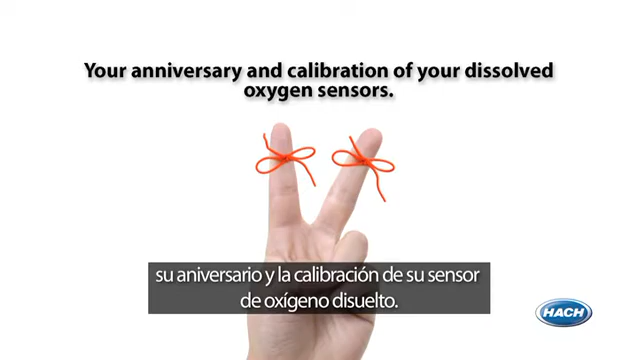 Your anniversary and calibration of your dissolved
oxygen sensors.
su aniversario y la calibración de su sensor
de oxígeno disuelto.
HACH